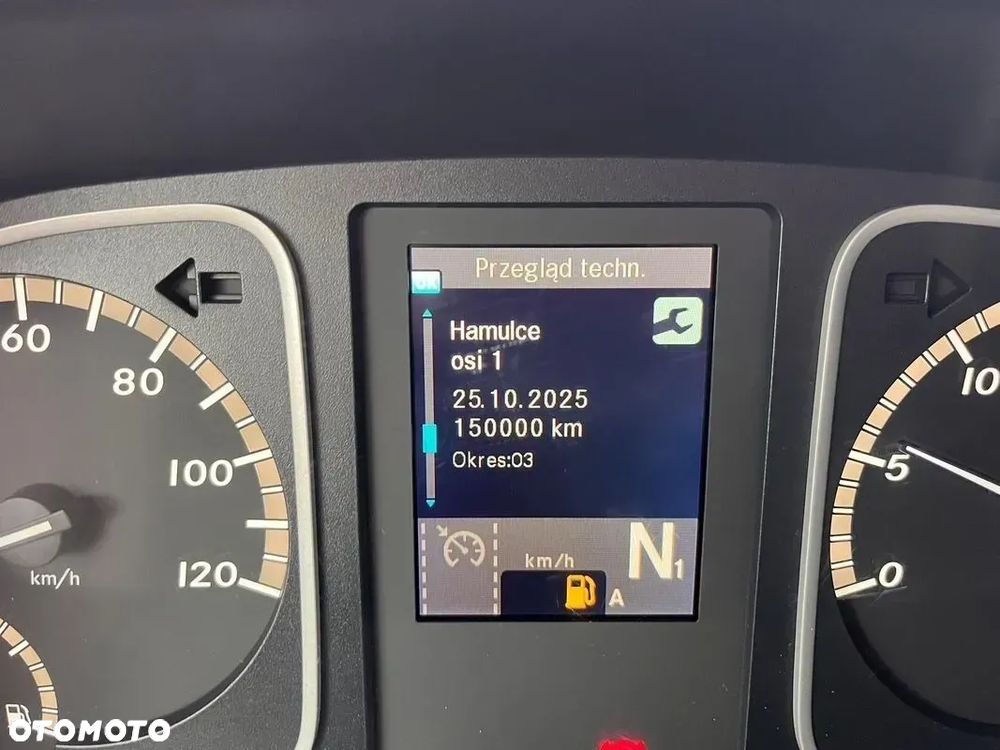 Przegląd techn.
OK
Hamulce
osi 1
25.10.2025
150000 km
Okres:03
km/h
N1
A
60
80
100
120
km/h
10
5
0
OTOMOTO